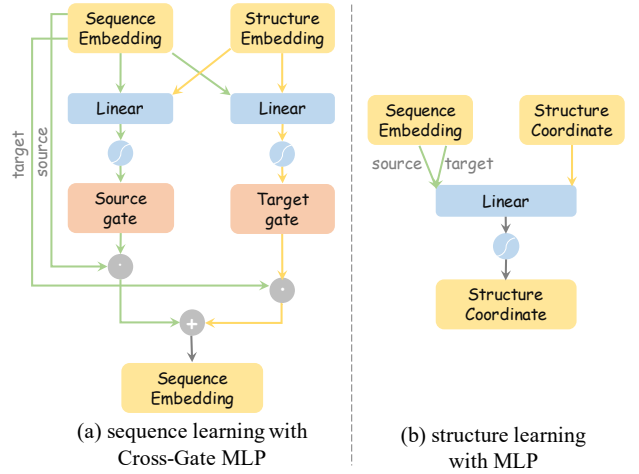 Sequence
Embedding
Structure
Embedding
Linear
Linear
target
source
Source
gate
Target
gate
·
·
+
Sequence
Embedding
(a) sequence learning with
Cross-Gate MLP
Sequence
Embedding
Structure
Coordinate
source
target
Linear
Structure
Coordinate
(b) structure learning
with MLP